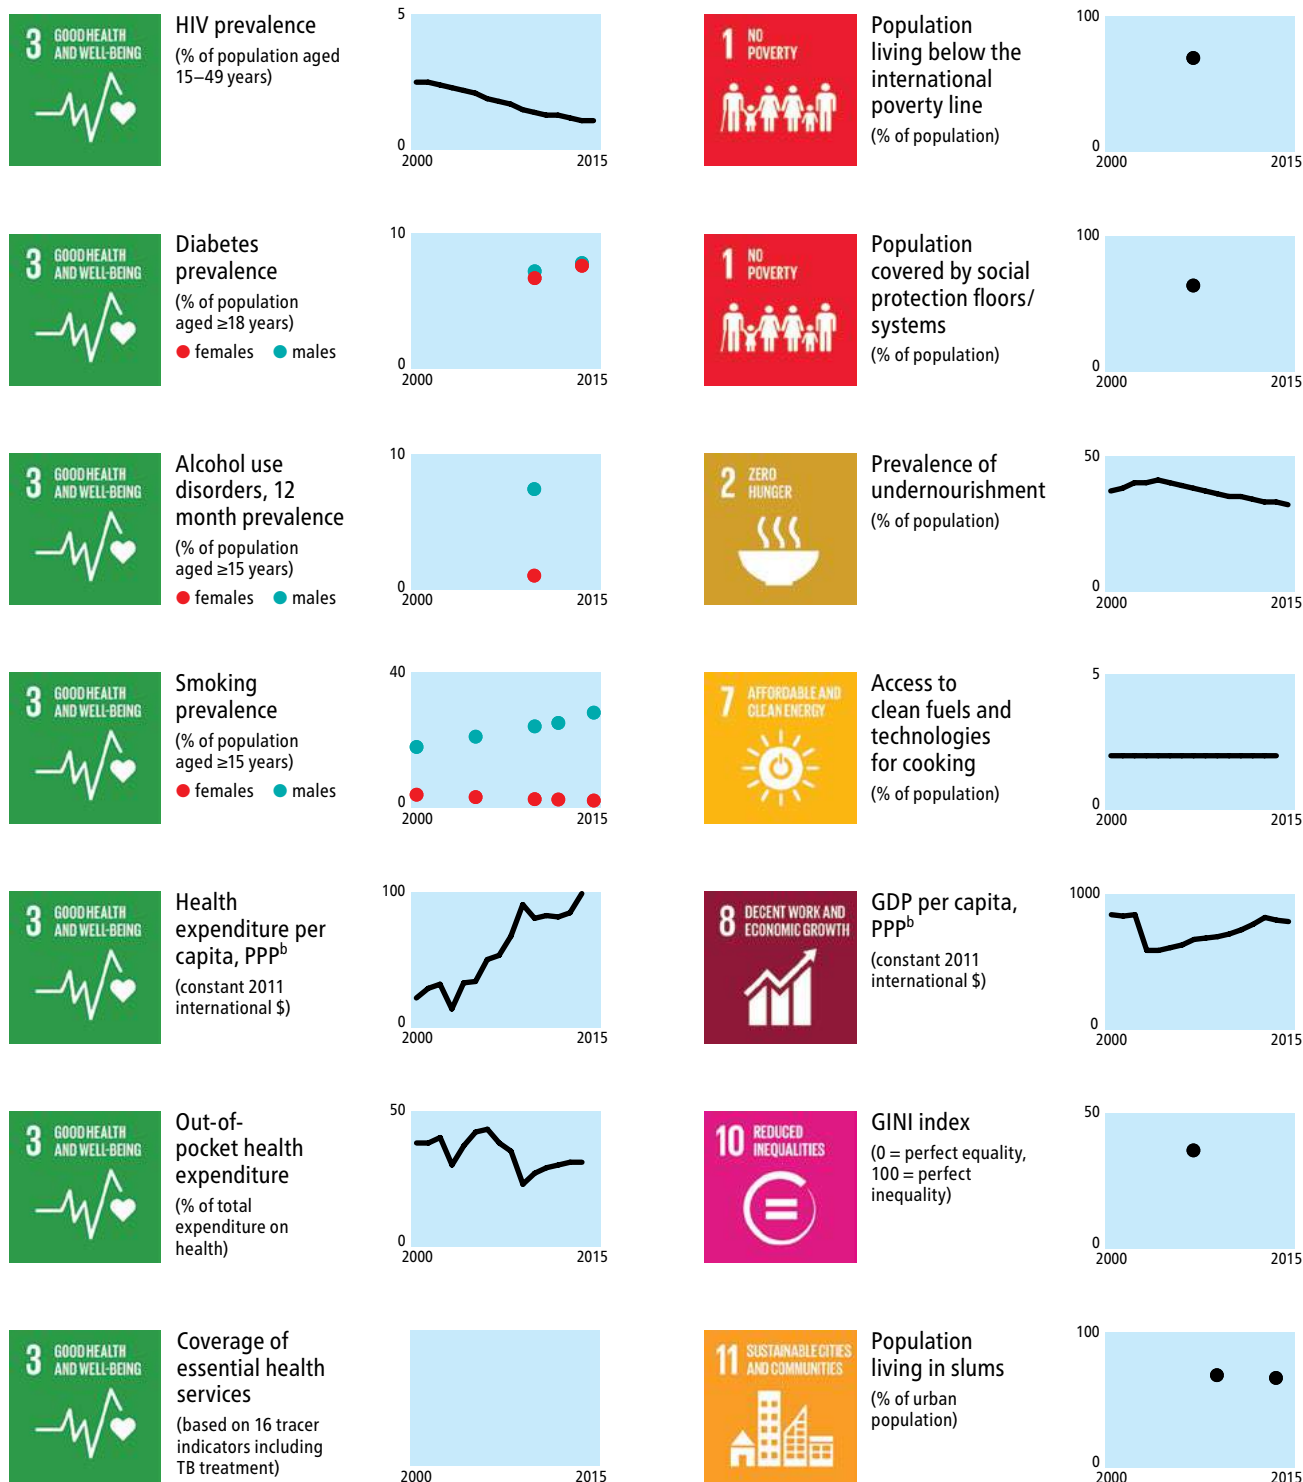 3 GOOD HEALTH
AND WELL-BEING
HIV prevalence
(% of population aged
15–49 years)
5
0
2000 2015
3 GOOD HEALTH
AND WELL-BEING
Diabetes
prevalence
(% of population
aged ≥18 years)
females males
10
0
2000 2015
3 GOOD HEALTH
AND WELL-BEING
Alcohol use
disorders, 12
month prevalence
(% of population
aged ≥15 years)
females males
10
0
2000 2015
3 GOOD HEALTH
AND WELL-BEING
Smoking
prevalence
(% of population
aged ≥15 years)
females males
40
0
2000 2015
3 GOOD HEALTH
AND WELL-BEING
Health
expenditure per
capita, PPPb
(constant 2011
international $)
100
0
2000 2015
3 GOOD HEALTH
AND WELL-BEING
Out-of-
pocket health
expenditure
(% of total
expenditure on
health)
50
0
2000 2015
3 GOOD HEALTH
AND WELL-BEING
Coverage of
essential health
services
(based on 16 tracer
indicators including
TB treatment)
2000 2015
1 NO
POVERTY
Population
living below the
international
poverty line
(% of population)
100
0
2000 2015
1 NO
POVERTY
Population
covered by social
protection floors/
systems
(% of population)
100
0
2000 2015
2 ZERO
HUNGER
Prevalence of
undernourishment
(% of population)
50
0
2000 2015
7 AFFORDABLE AND
CLEAN ENERGY
Access to
clean fuels and
technologies
for cooking
(% of population)
5
0
2000 2015
8 DECENT WORK AND
ECONOMIC GROWTH
GDP per capita,
PPPb
(constant 2011
international $)
1000
0
2000 2015
10 REDUCED
INEQUALITIES
GINI index
(0 = perfect equality,
100 = perfect
inequality)
50
0
2000 2015
11 SUSTAINABLE CITIES
AND COMMUNITIES
Population
living in slums
(% of urban
population)
100
0
2000 2015